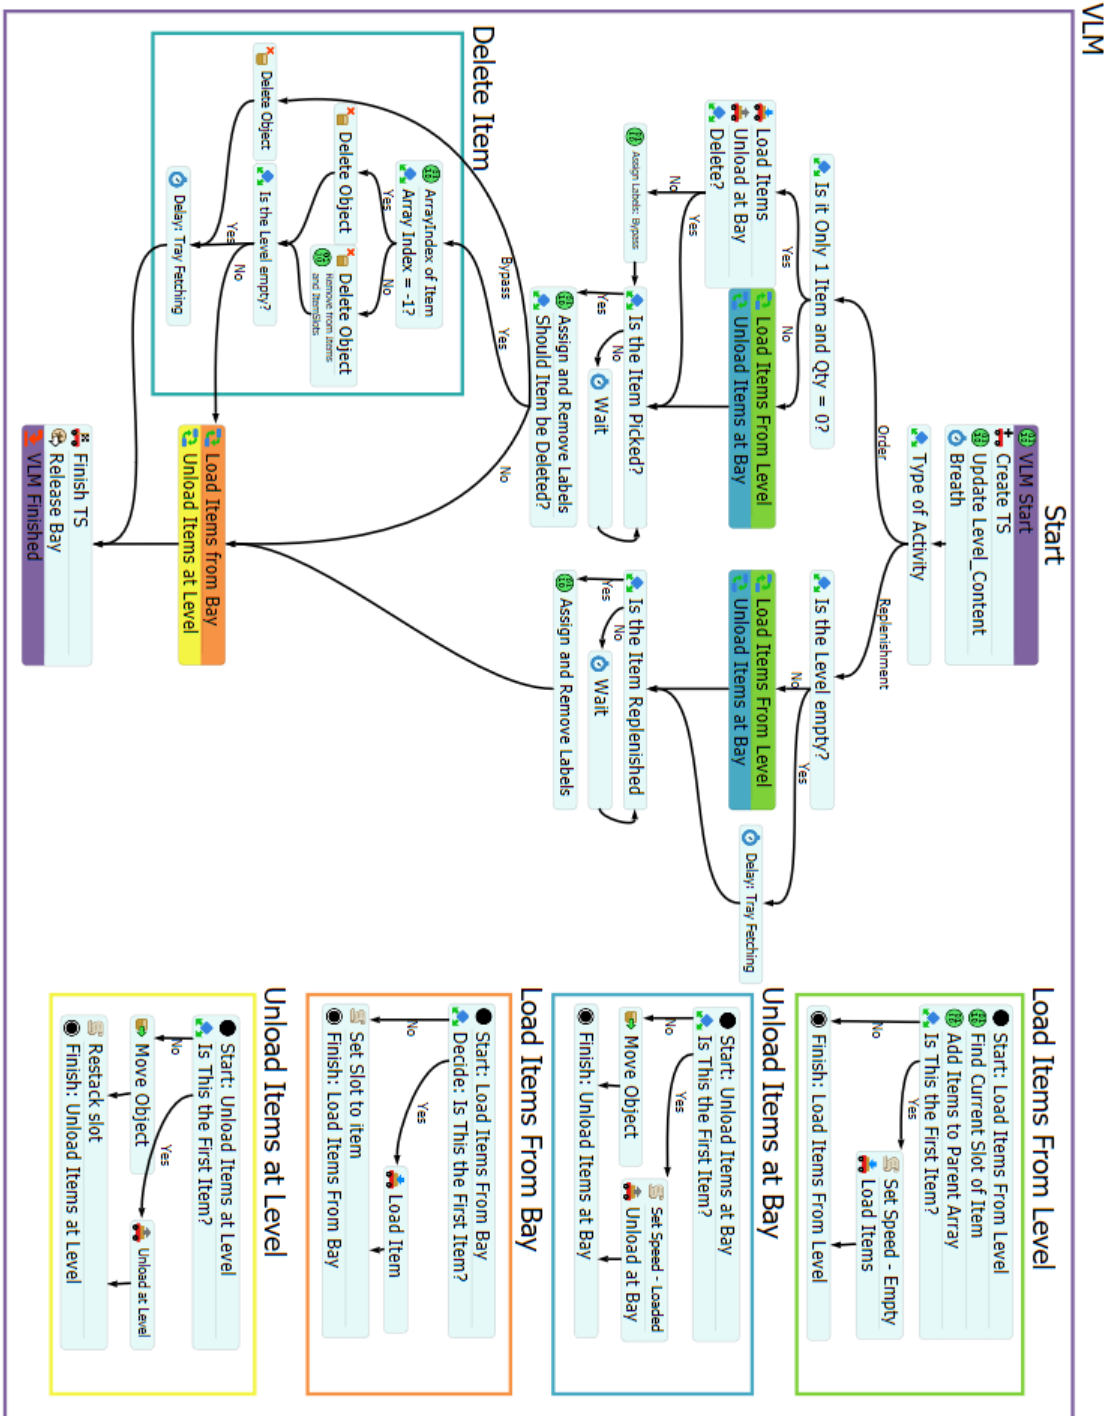 VLM
Start
VLM Start
Create TS
Update Level_Content
Breath
Type of Activity
Order
Replenishment
Is it Only 1 Item and Qty = 0?
Yes
No
Load Items
Unload at Bay
Delete?
No
Yes
Load Items From Level
Unload Items at Bay
Assign Labels: Bypass
Is the Item Picked?
Yes
No
Wait
Assign and Remove Labels
Should Item be Deleted?
Bypass
Yes
No
Is the Level empty?
No
Yes
Load Items From Level
Unload Items at Bay
Delay: Tray Fetching
Is the Item Replenished
Yes
No
Wait
Assign and Remove Labels
Delete Item
ArrayIndex of Item
Array Index = -1?
Yes
No
Delete Object
Delete Object
Remove from Items
and ItemSlots
Delete Object
Is the Level empty?
Yes
No
Delay: Tray Fetching
Load Items from Bay
Unload Items at Level
Finish TS
Release Bay
VLM Finished
Load Items From Level
Start: Load Items From Level
Find Current Slot of Item
Add Items to Parent Array
Is This the First Item?
No
Yes
Set Speed - Empty
Load Items
Finish: Load Items From Level
Unload Items at Bay
Start: Unload Items at Bay
Is This the First Item?
No
Yes
Move Object
Set Speed - Loaded
Unload at Bay
Finish: Unload Items at Bay
Load Items From Bay
Start: Load Items From Bay
Decide: Is This the First Item?
No
Yes
Load Item
Set Slot to item
Finish: Load Items From Bay
Unload Items at Level
Start: Unload Items at Level
Is This the First Item?
No
Yes
Move Object
Unload at Level
Restack slot
Finish: Unload Items at Level